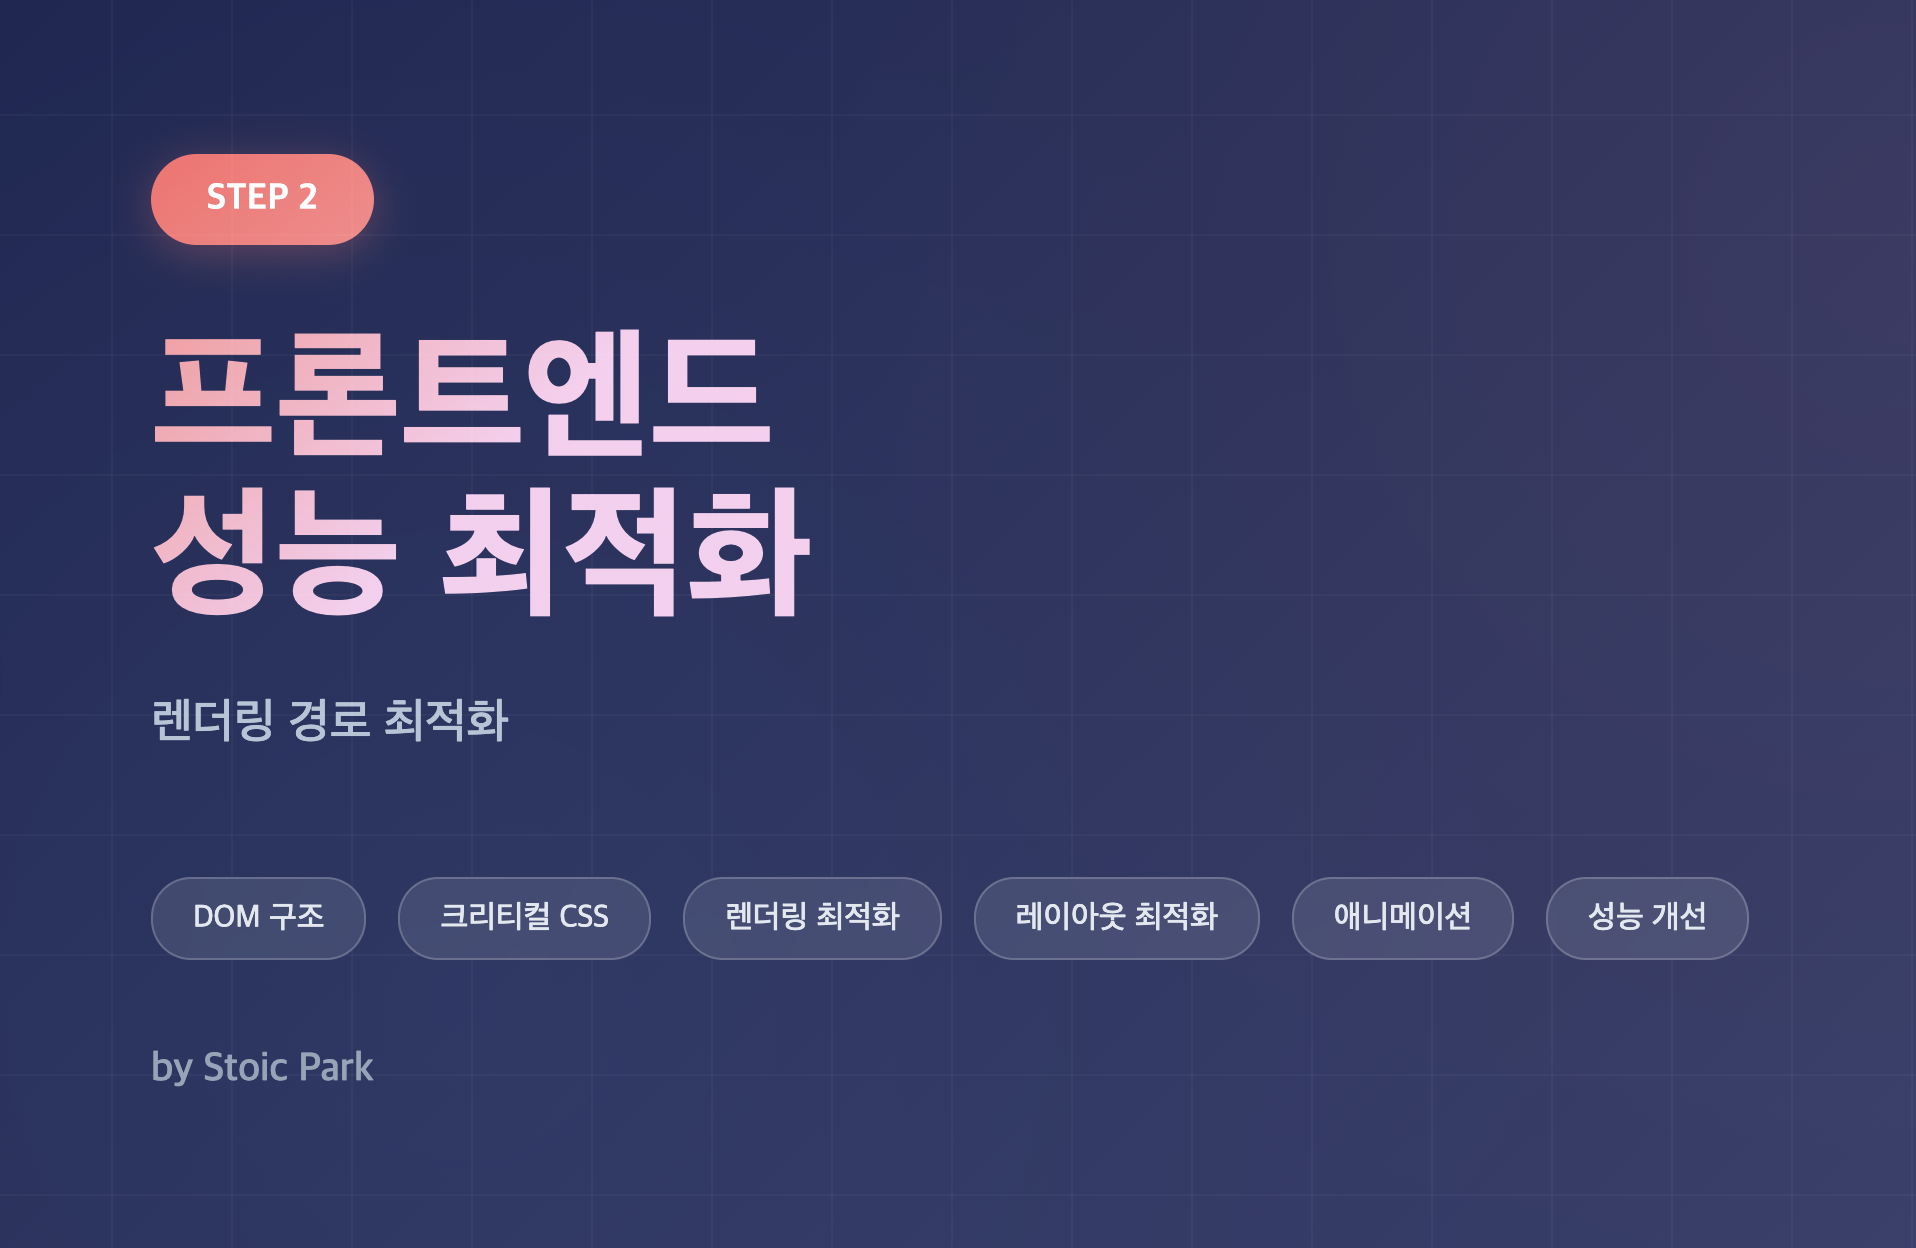 STEP 2
프론트엔드
성능 최적화
렌더링 경로 최적화
DOM 구조 크리티컬 CSS 렌더링 최적화 레이아웃 최적화 애니메이션 성능 개선
by Stoic Park